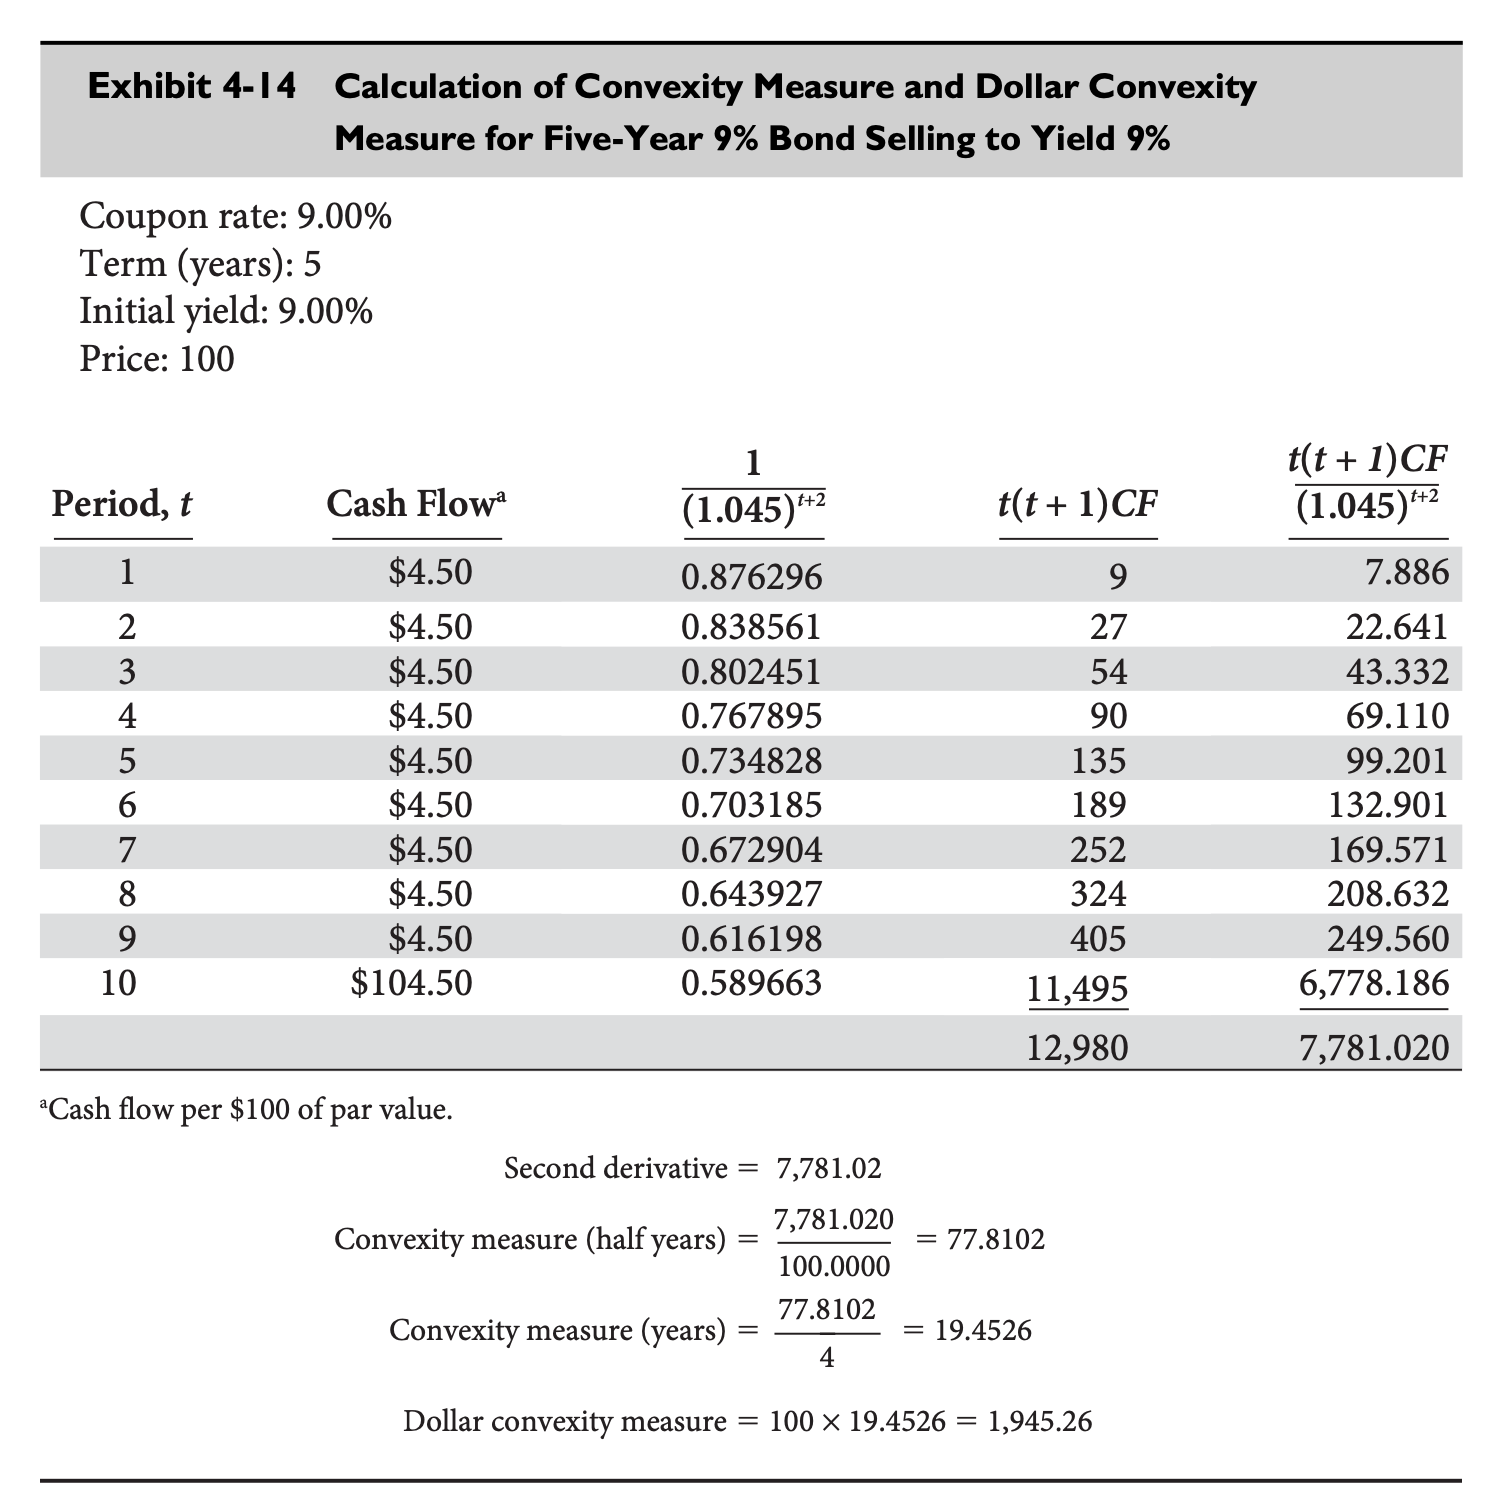 Exhibit 4-14 Calculation of Convexity Measure and Dollar Convexity
Measure for Five-Year 9% Bond Selling to Yield 9%
Coupon rate: 9.00%
Term (years): 5
Initial yield: 9.00%
Price: 100
Period, t Cash Flowᵃ 1/(1.045)ᵗ⁺² t(t + 1)CF t(t + 1)CF/(1.045)ᵗ⁺²
1 $4.50 0.876296 9 7.886
2 $4.50 0.838561 27 22.641
3 $4.50 0.802451 54 43.332
4 $4.50 0.767895 90 69.110
5 $4.50 0.734828 135 99.201
6 $4.50 0.703185 189 132.901
7 $4.50 0.672904 252 169.571
8 $4.50 0.643927 324 208.632
9 $4.50 0.616198 405 249.560
10 $104.50 0.589663 11,495 6,778.186
12,980 7,781.020
ᵃCash flow per $100 of par value.
Second derivative = 7,781.02
Convexity measure (half years) = 7,781.020/100.0000 = 77.8102
Convexity measure (years) = 77.8102/4 = 19.4526
Dollar convexity measure = 100 × 19.4526 = 1,945.26